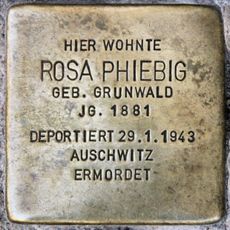 HIER WOHNTE
ROSA PHIEBIG
GEB. GRUNWALD
JG. 1881
DEPORTIERT 29.1.1943
AUSCHWITZ
ERMORDET